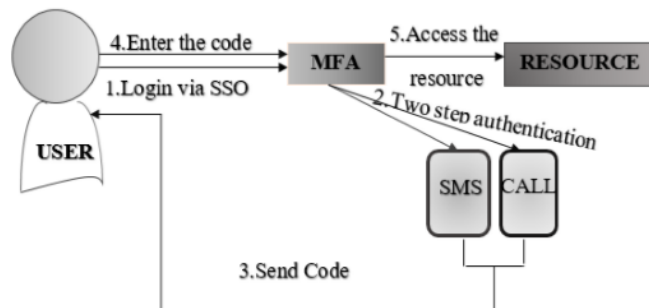 4.Enter the code
5.Access the
MFA
RESOURCE
1.Login via SSO
resource
2.Two step authentication
USER
SMS
CALL
3.Send Code